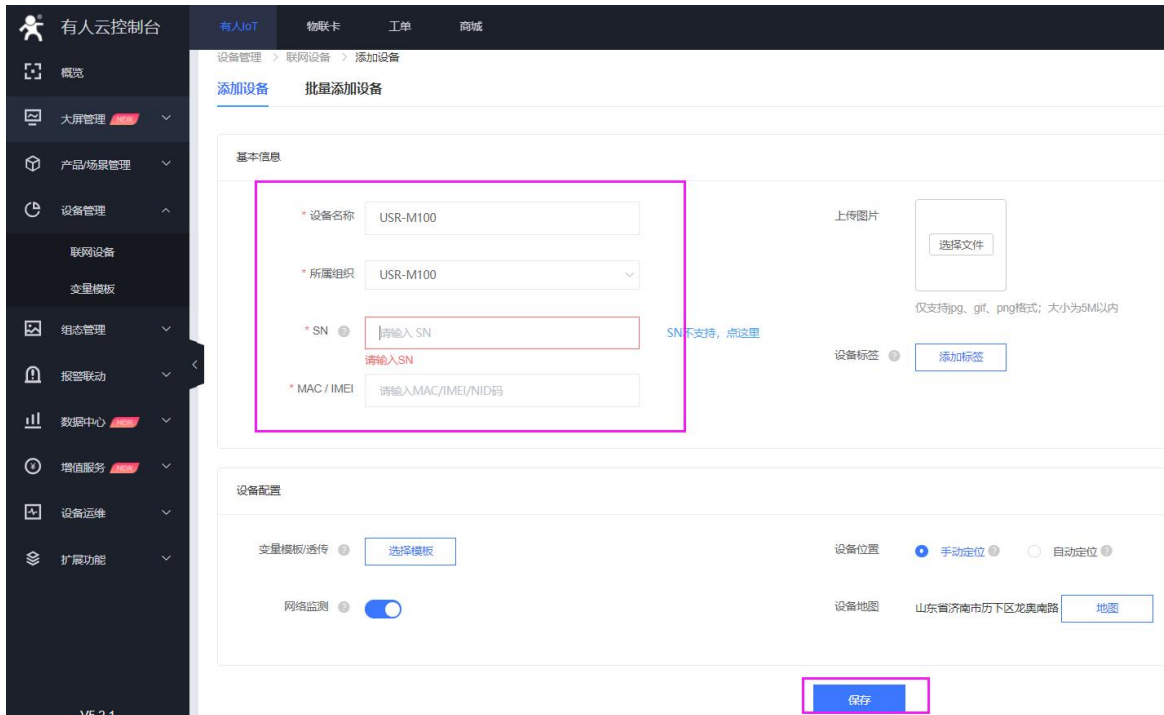 有人云控制台
有人IoT 物联卡 工单 商城
设备管理 > 联网设备 > 添加设备
概览
大屏管理 NEW
产品/场景管理
设备管理
联网设备
变量模板
组态管理
报警联动
数据中心 NEW
增值服务 NEW
设备运维
扩展功能
添加设备 批量添加设备
基本信息
* 设备名称 USR-M100
* 所属组织 USR-M100
* SN 请输入 SN SN不支持，点这里
请输入SN
* MAC / IMEI 请输入MAC/IMEI/NID码
上传图片 选择文件
仅支持jpg、gif、png格式；大小为5M以内
设备标签 添加标签
设备配置
变量模板/透传 选择模板
网络监测
设备位置 手动定位 自动定位
设备地图 山东省济南市历下区龙奥南路 地图
保存